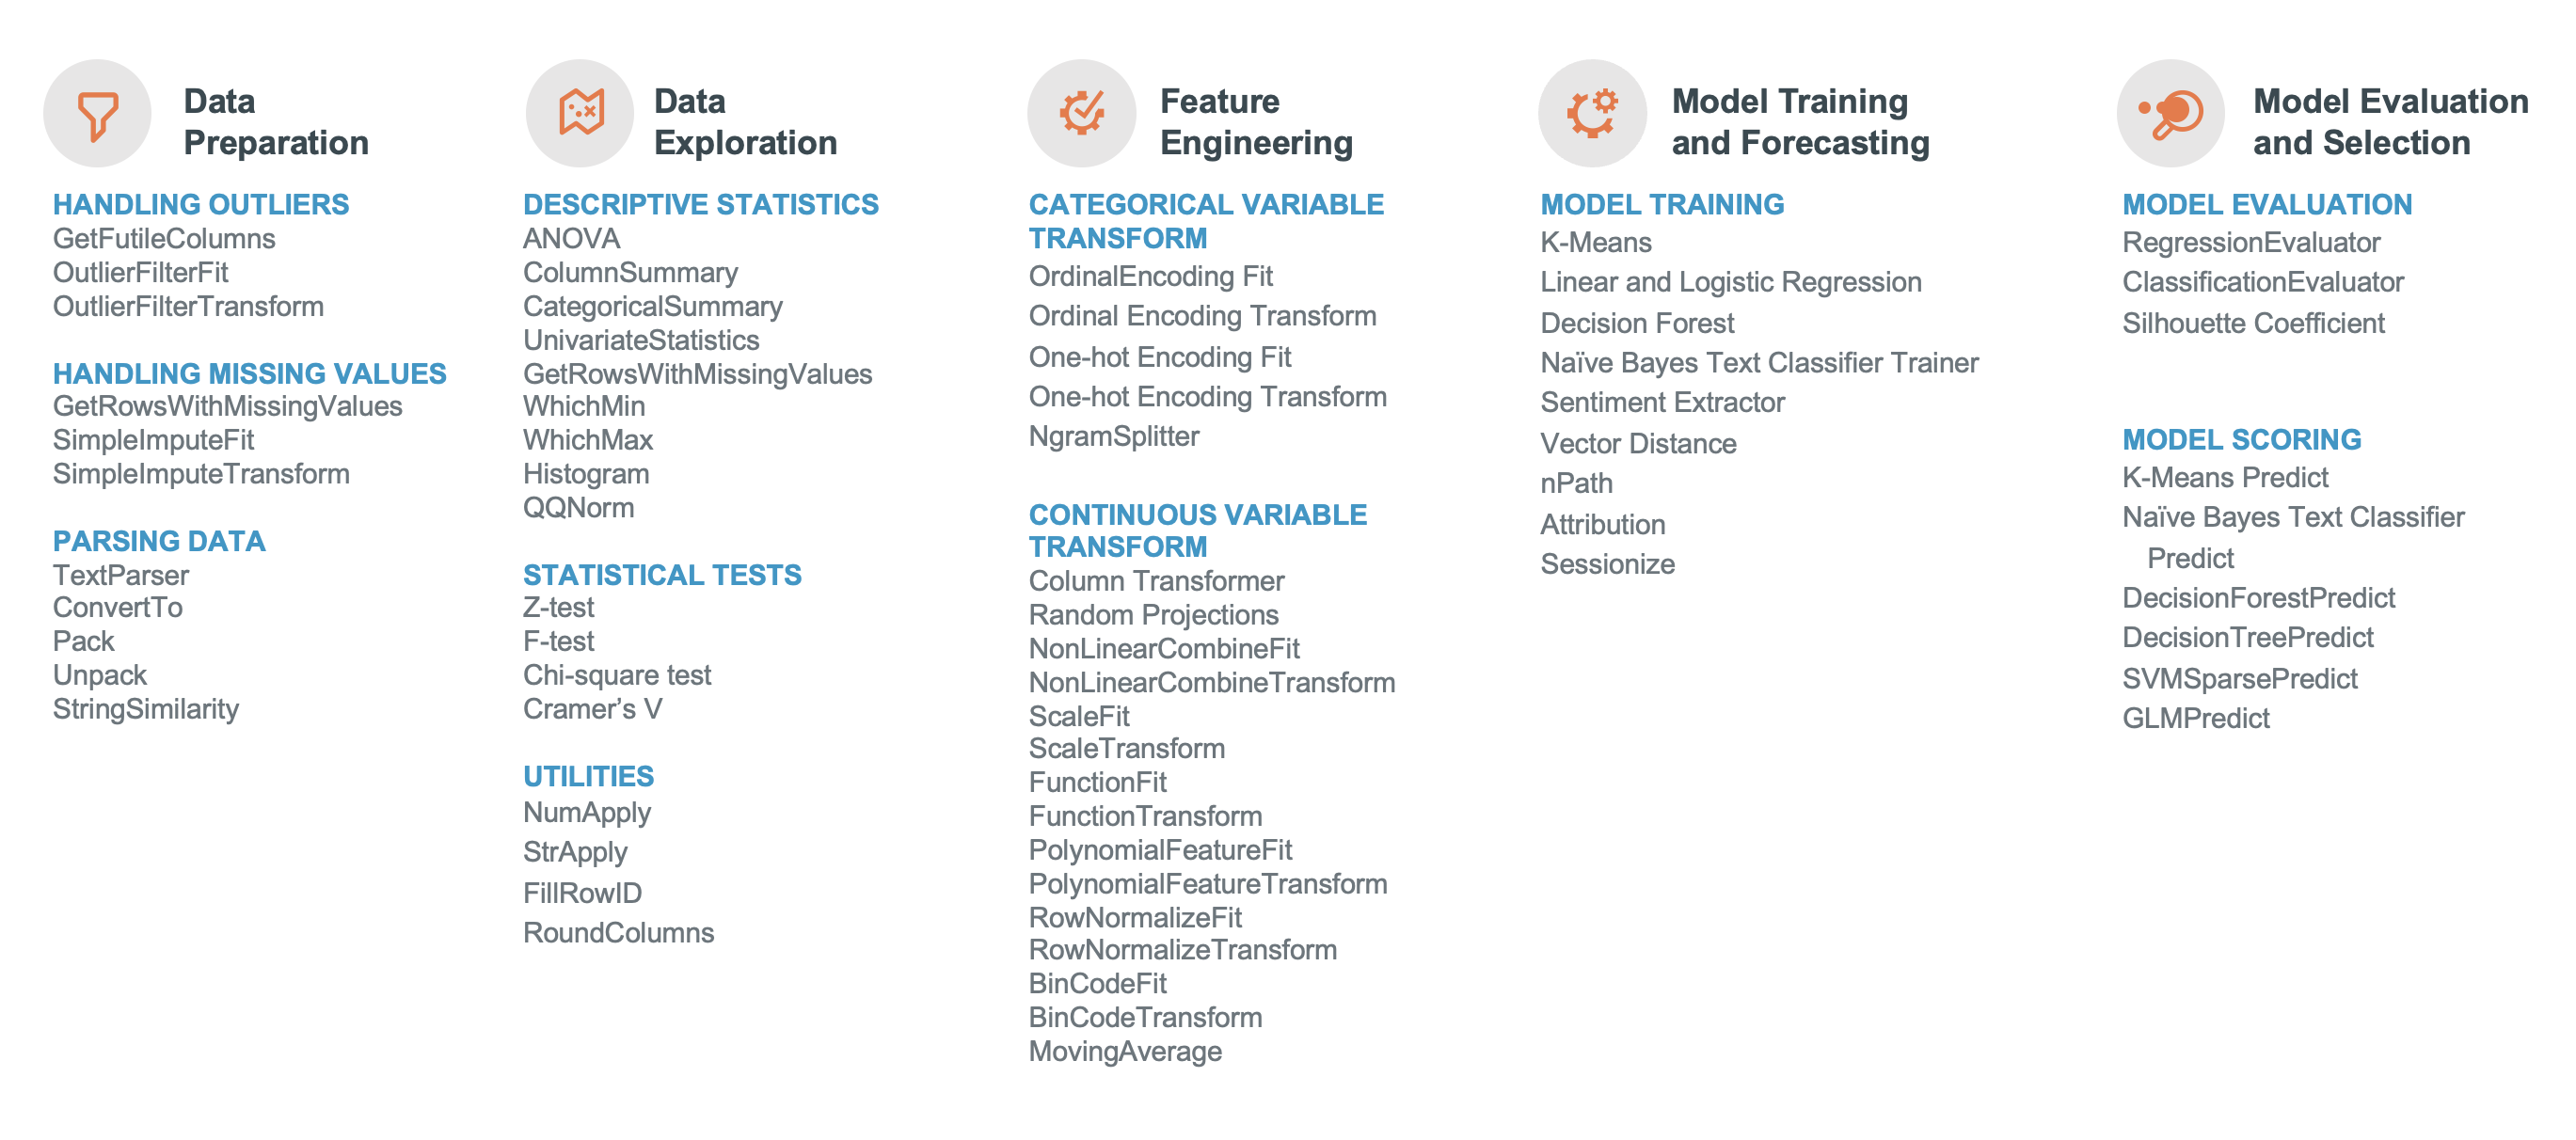 Data
Preparation
HANDLING OUTLIERS
GetFutileColumns
OutlierFilterFit
OutlierFilterTransform
HANDLING MISSING VALUES
GetRowsWithMissingValues
SimpleImputeFit
SimpleImputeTransform
PARSING DATA
TextParser
ConvertTo
Pack
Unpack
StringSimilarity
Data
Exploration
DESCRIPTIVE STATISTICS
ANOVA
ColumnSummary
CategoricalSummary
UnivariateStatistics
GetRowsWithMissingValues
WhichMin
WhichMax
Histogram
QQNorm
STATISTICAL TESTS
Z-test
F-test
Chi-square test
Cramer’s V
UTILITIES
NumApply
StrApply
FillRowID
RoundColumns
Feature
Engineering
CATEGORICAL VARIABLE
TRANSFORM
OrdinalEncoding Fit
Ordinal Encoding Transform
One-hot Encoding Fit
One-hot Encoding Transform
NgramSplitter
CONTINUOUS VARIABLE
TRANSFORM
Column Transformer
Random Projections
NonLinearCombineFit
NonLinearCombineTransform
ScaleFit
ScaleTransform
FunctionFit
FunctionTransform
PolynomialFeatureFit
PolynomialFeatureTransform
RowNormalizeFit
RowNormalizeTransform
BinCodeFit
BinCodeTransform
MovingAverage
Model Training
and Forecasting
MODEL TRAINING
K-Means
Linear and Logistic Regression
Decision Forest
Naïve Bayes Text Classifier Trainer
Sentiment Extractor
Vector Distance
nPath
Attribution
Sessionize
Model Evaluation
and Selection
MODEL EVALUATION
RegressionEvaluator
ClassificationEvaluator
Silhouette Coefficient
MODEL SCORING
K-Means Predict
Naïve Bayes Text Classifier
Predict
DecisionForestPredict
DecisionTreePredict
SVMSparsePredict
GLMPredict